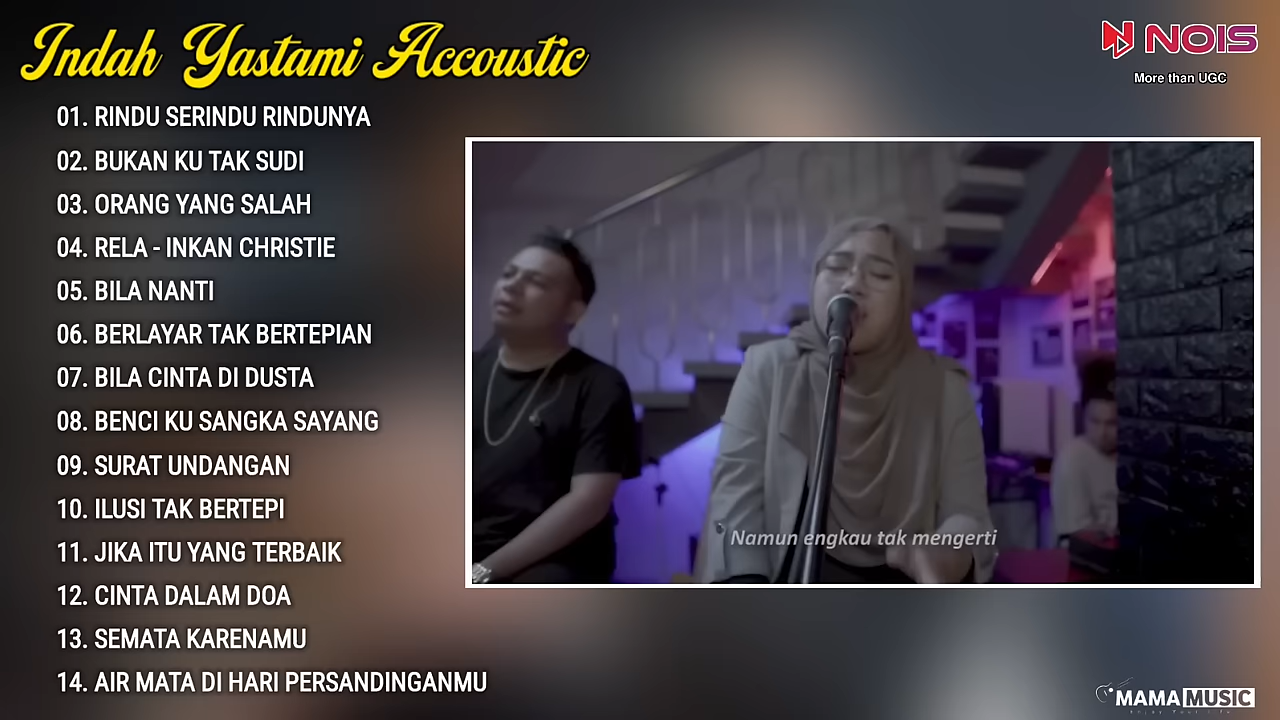 Indah Yastami Accoustic
NOIS
More than UGC
01. RINDU SERINDU RINDUNYA
02. BUKAN KU TAK SUDI
03. ORANG YANG SALAH
04. RELA - INKAN CHRISTIE
05. BILA NANTI
06. BERLAYAR TAK BERTEPIAN
07. BILA CINTA DI DUSTA
08. BENCI KU SANGKA SAYANG
09. SURAT UNDANGAN
10. ILUSI TAK BERTEPI
11. JIKA ITU YANG TERBAIK
12. CINTA DALAM DOA
13. SEMATA KARENAMU
14. AIR MATA DI HARI PERSANDINGANMU
Namun engkau tak mengerti
MAMA MUSIC